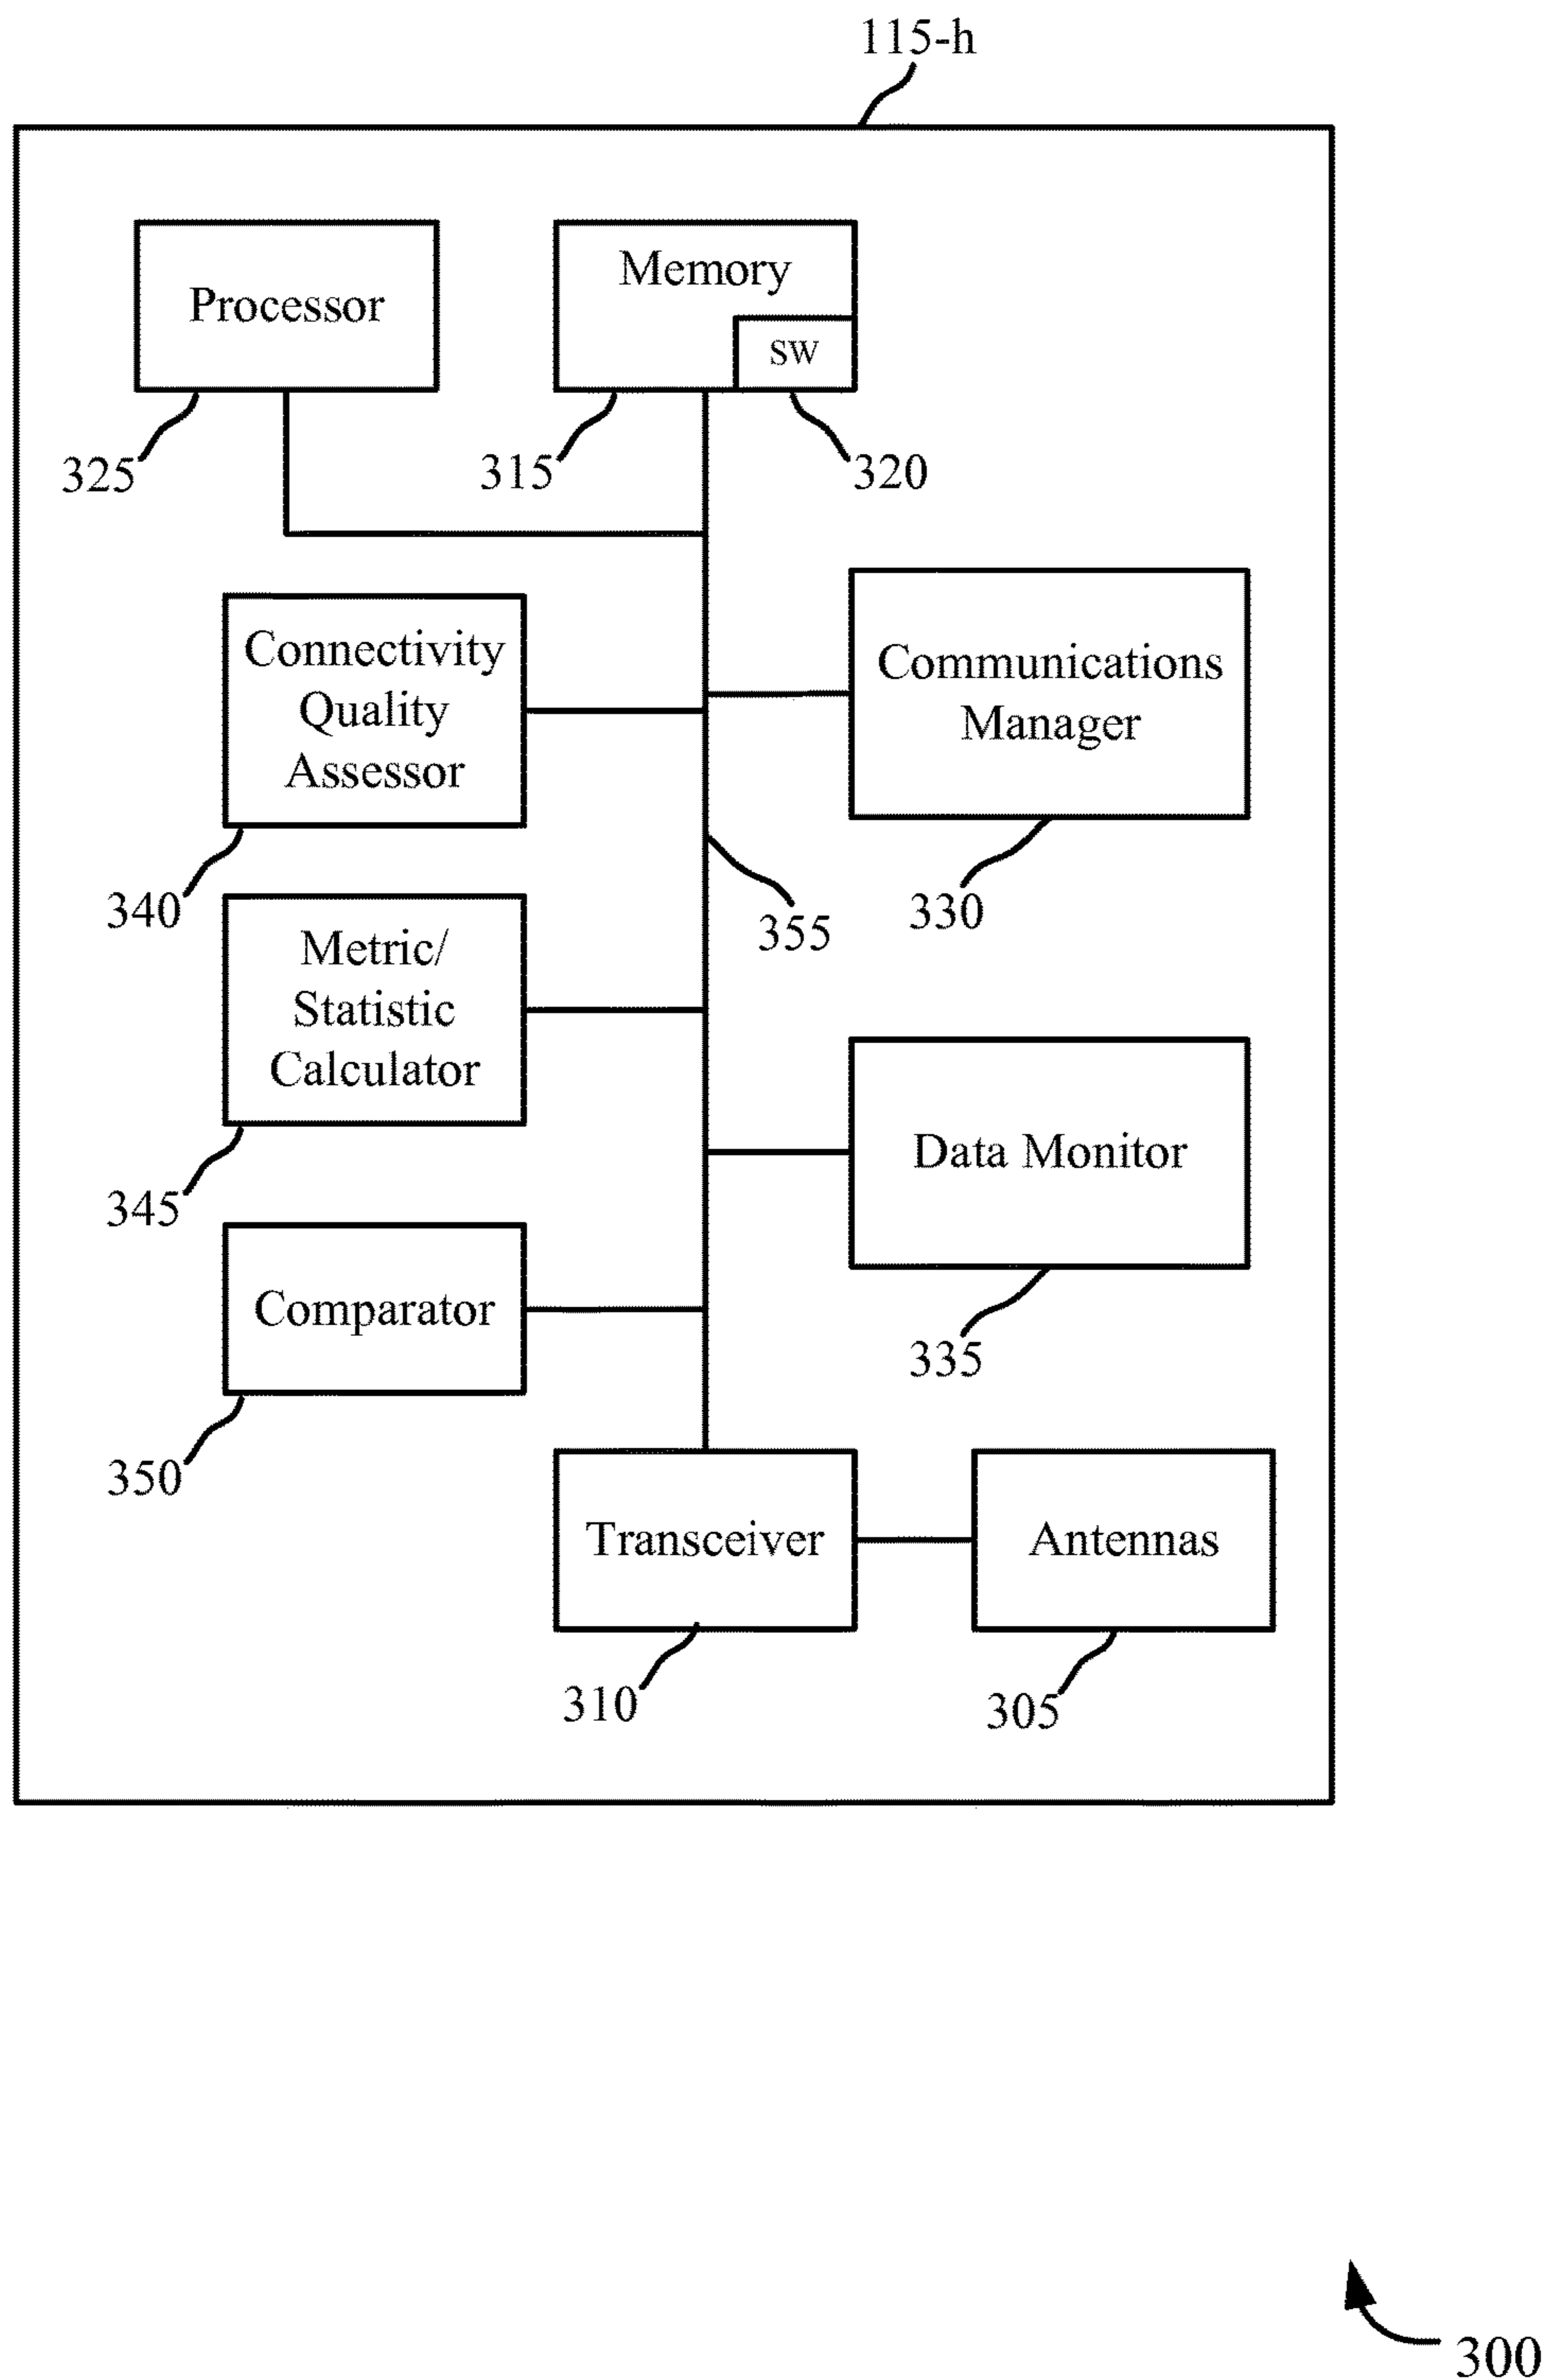 115-h
Processor
Memory
SW
325
315
320
Connectivity
Quality
Assessor
Communications
Manager
340
355
330
Metric/
Statistic
Calculator
Data Monitor
345
Comparator
335
350
Transceiver
Antennas
310
305
300